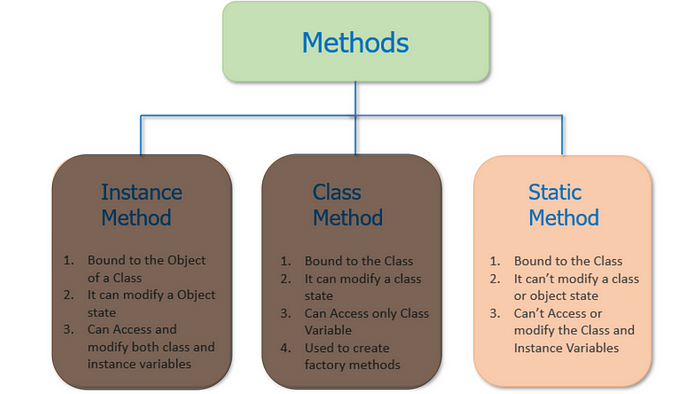 Methods
Instance
Method
1. Bound to the Object
of a Class
2. It can modify a Object
state
3. Can Access and
modify both class and
instance variables
Class
Method
1. Bound to the Class
2. It can modify a class
state
3. Can Access only Class
Variable
4. Used to create
factory methods
Static
Method
1. Bound to the Class
2. It can’t modify a class
or object state
3. Can’t Access or
modify the Class and
Instance Variables